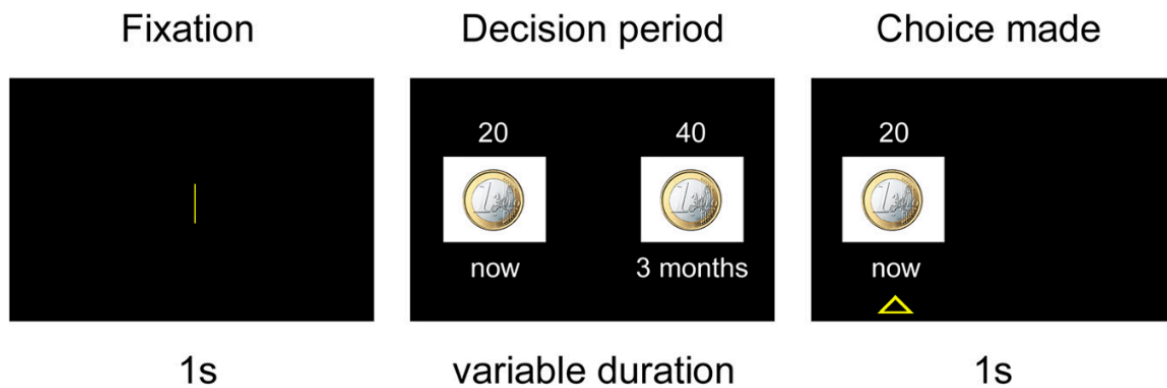 Fixation
Decision period
Choice made
20
40
20
now
3 months
now
1s
variable duration
1s